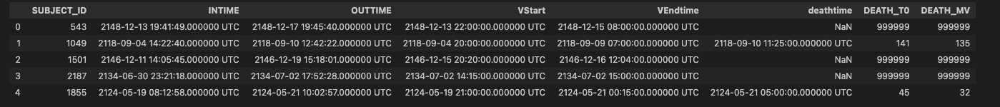 SUBJECT_ID INTIME OUTTIME VStart VEndtime deathtime DEATH_T0 DEATH_MV
0 543 2148-12-13 19:41:49.000000 UTC 2148-12-17 19:45:40.000000 UTC 2148-12-13 22:00:00.000000 UTC 2148-12-15 08:00:00.000000 UTC NaN 999999 999999
1 1049 2118-09-04 14:22:40.000000 UTC 2118-09-10 12:42:22.000000 UTC 2118-09-04 20:00:00.000000 UTC 2118-09-09 07:00:00.000000 UTC 2118-09-10 11:25:00.000000 UTC 141 135
2 1501 2146-12-11 14:05:45.000000 UTC 2146-12-19 15:18:01.000000 UTC 2146-12-15 20:20:00.000000 UTC 2146-12-16 12:04:00.000000 UTC NaN 999999 999999
3 2187 2134-06-30 23:21:18.000000 UTC 2134-07-02 17:52:28.000000 UTC 2134-07-02 14:15:00.000000 UTC 2134-07-02 15:00:00.000000 UTC NaN 999999 999999
4 1855 2124-05-19 08:12:58.000000 UTC 2124-05-21 10:02:57.000000 UTC 2124-05-19 21:00:00.000000 UTC 2124-05-21 00:15:00.000000 UTC 2124-05-21 05:00:00.000000 UTC 45 32